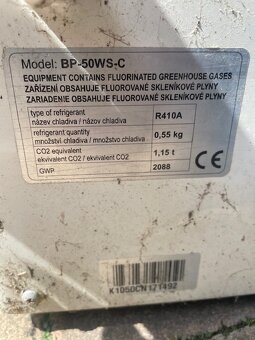 Model: BP-50WS-C
EQUIPMENT CONTAINS FLUORINATED GREENHOUSE GASES
ZAŘÍZENÍ OBSAHUJE FLUOROVANÉ SKLENÍKOVÉ PLYNY
ZARIADENIE OBSAHUJE FLUOROVANÉ SKLENÍKOVÉ PLYNY
type of refrigerant
název chladiva / názov chladiva
R410A
refrigerant quantity
množství chladiva / množstvo chladiva
0,55 kg
CO2 equivalent
ekvivalent CO2 / ekvivalent CO2
1,15 t
GWP
2088
CE
K1050CN171492